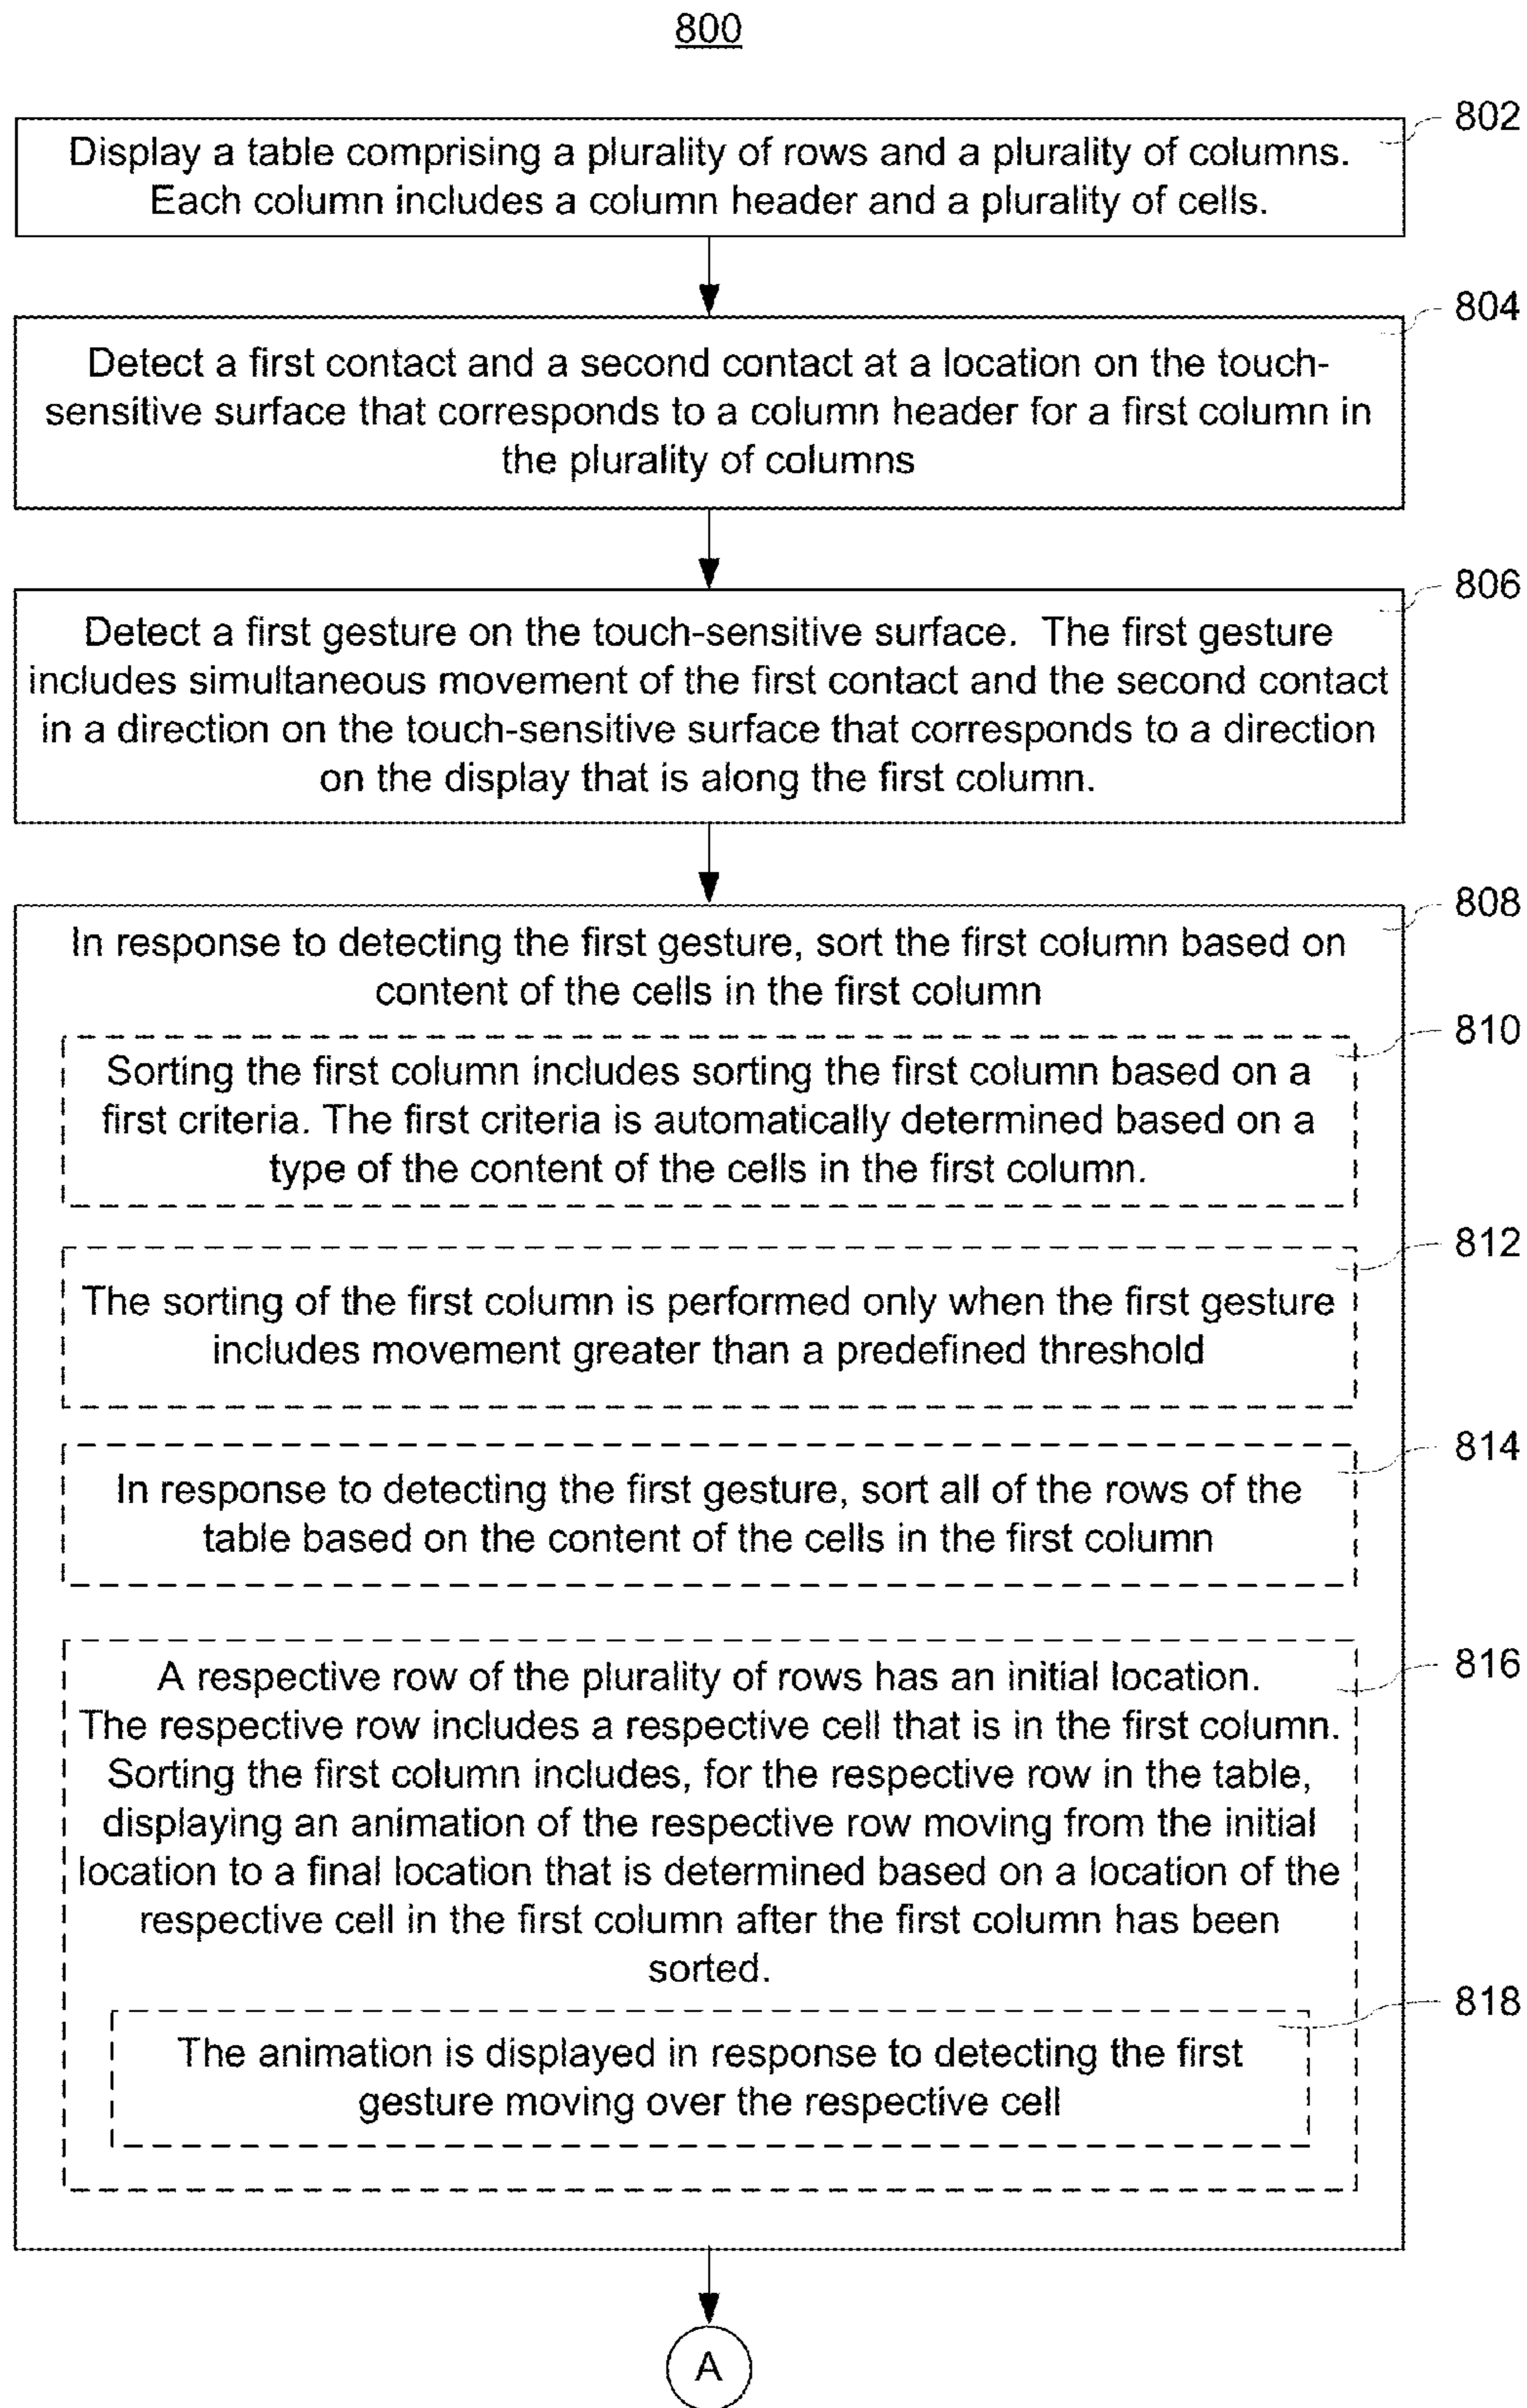 800
802
Display a table comprising a plurality of rows and a plurality of columns.
Each column includes a column header and a plurality of cells.
804
Detect a first contact and a second contact at a location on the touch-
sensitive surface that corresponds to a column header for a first column in
the plurality of columns
806
Detect a first gesture on the touch-sensitive surface. The first gesture
includes simultaneous movement of the first contact and the second contact
in a direction on the touch-sensitive surface that corresponds to a direction
on the display that is along the first column.
808
In response to detecting the first gesture, sort the first column based on
content of the cells in the first column
810
Sorting the first column includes sorting the first column based on a
first criteria. The first criteria is automatically determined based on a
type of the content of the cells in the first column.
812
The sorting of the first column is performed only when the first gesture
includes movement greater than a predefined threshold
814
In response to detecting the first gesture, sort all of the rows of the
table based on the content of the cells in the first column
816
A respective row of the plurality of rows has an initial location.
The respective row includes a respective cell that is in the first column.
Sorting the first column includes, for the respective row in the table,
displaying an animation of the respective row moving from the initial
location to a final location that is determined based on a location of the
respective cell in the first column after the first column has been
sorted.
818
The animation is displayed in response to detecting the first
gesture moving over the respective cell
A